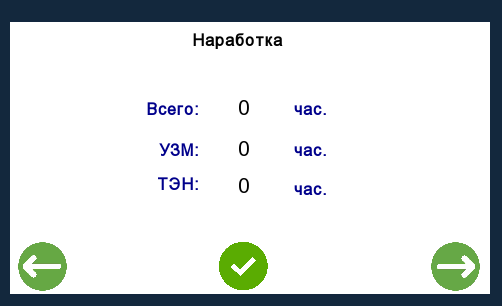 Наработка
Всего: 0 час.
УЗМ: 0 час.
ТЭН: 0 час.